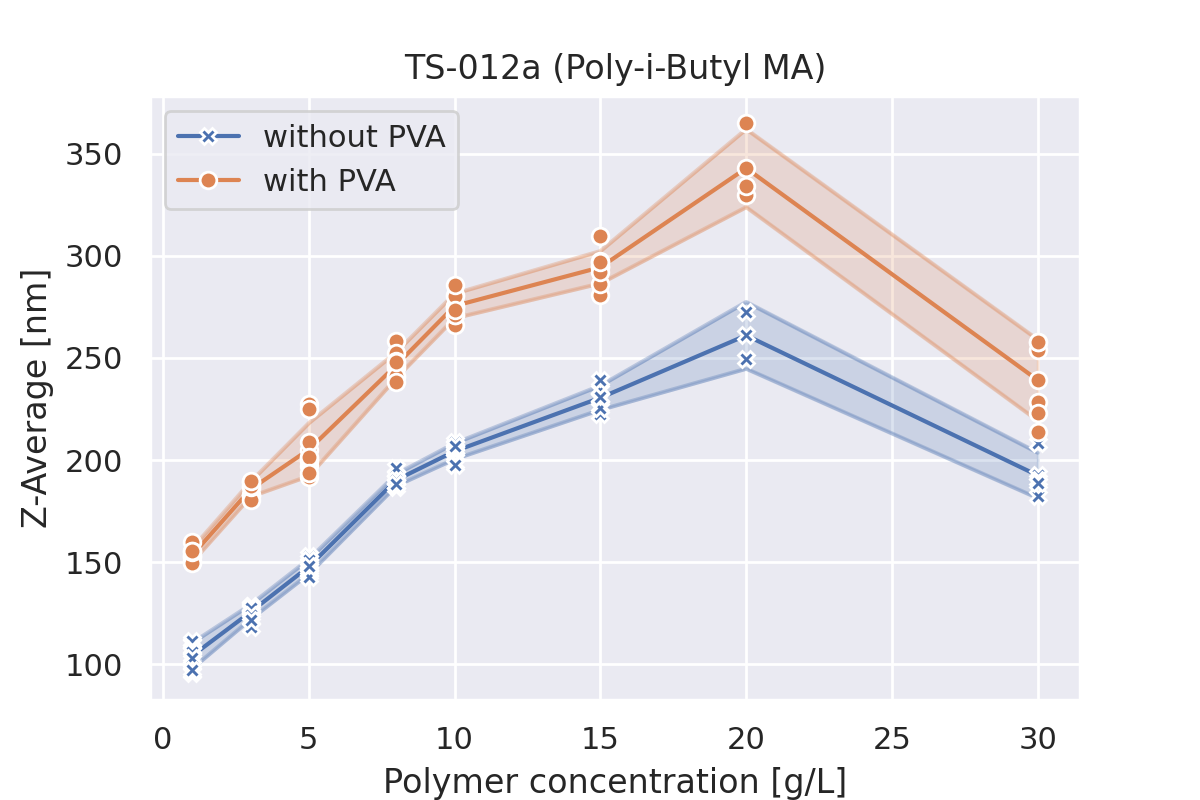 TS-012a (Poly-i-Butyl MA)
without PVA
with PVA
350
300
250
200
150
100
Z-Average [nm]
0 5 10 15 20 25 30
Polymer concentration [g/L]